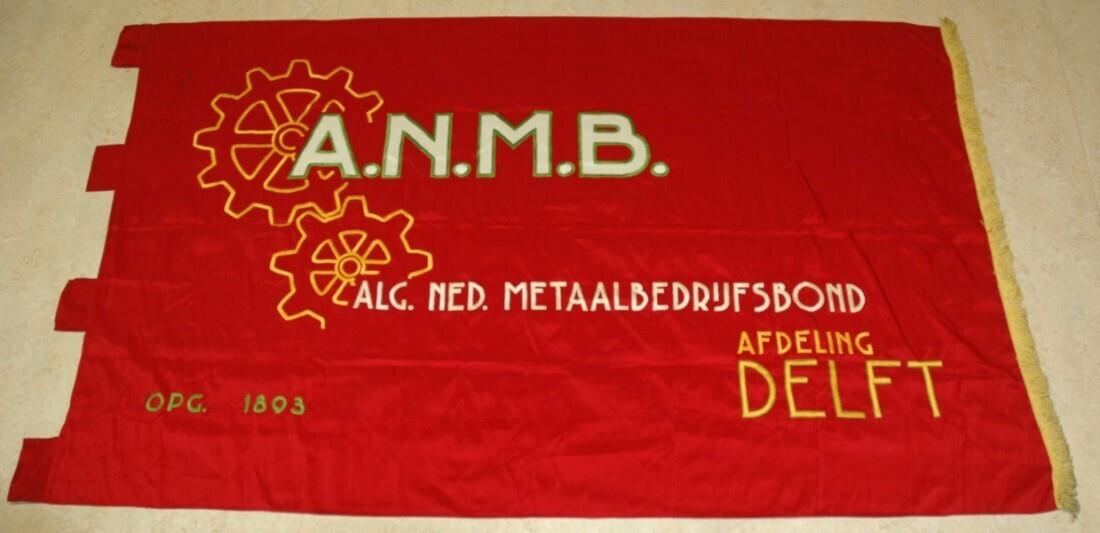 A.N.M.B.
ALG. NED. METAALBEDRIJFSBOND
AFDELING
DELFT
OPG. 1893